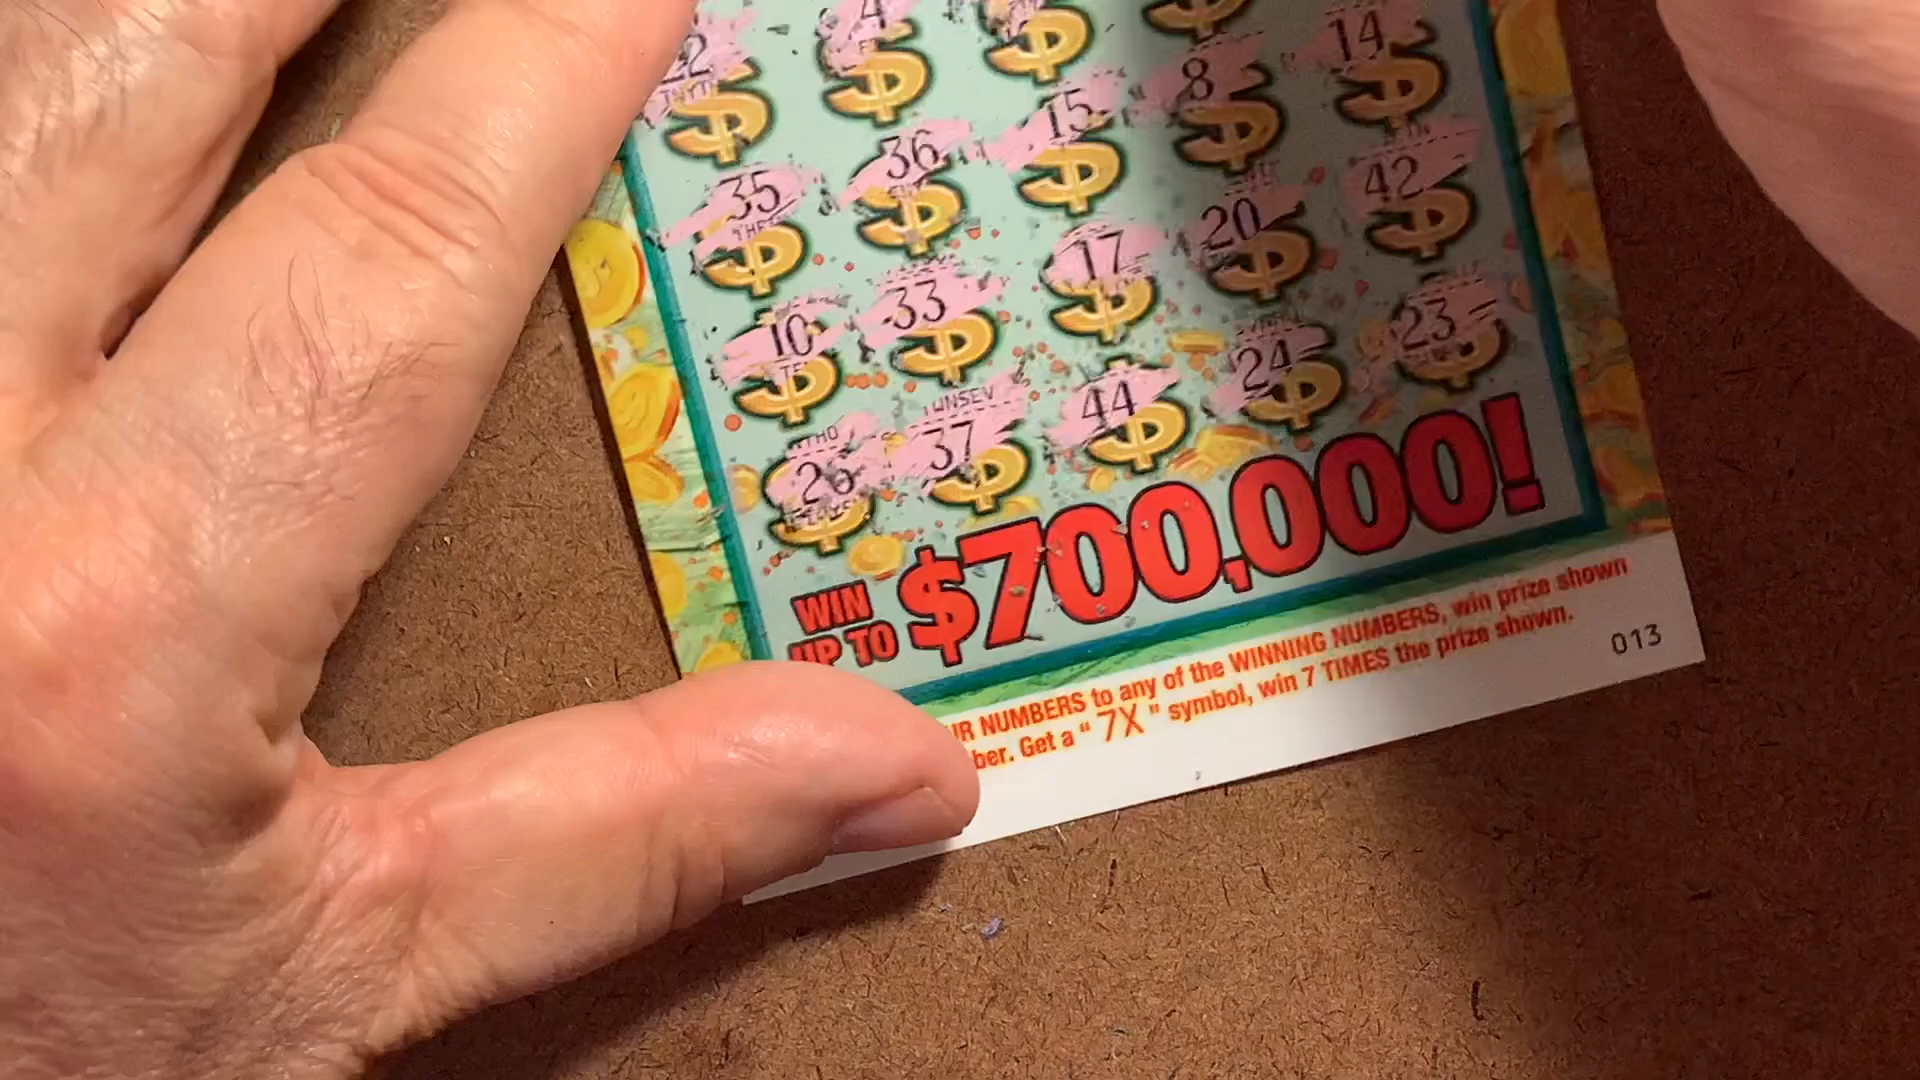 22 4 14
35 36 15 8 42
10 33 17 20 23
26 37 44 24
WIN
UP TO $700,000!
NUMBERS to any of the WINNING NUMBERS, win prize shown
Get a " 7X " symbol, win 7 TIMES the prize shown.
013